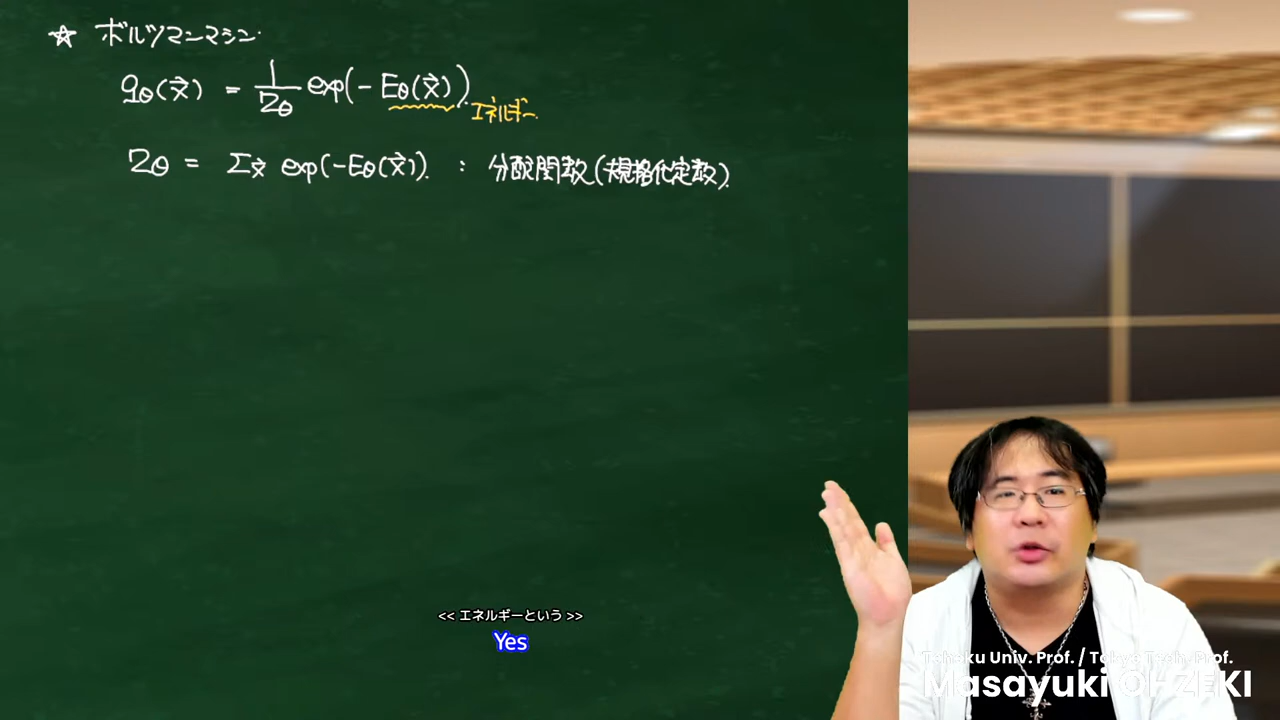 ☆ ボルツマンマシン.
qθ(x⃗) = 1/Zθ exp(-Eθ(x⃗)). エネルギー.
Zθ = Σx⃗ exp(-Eθ(x⃗)). : 分配関数(規格化定数).
<< エネルギーという >>
Yes
Tohoku Univ. Prof. / Tokyo Tech. Prof.
Masayuki OHZEKI